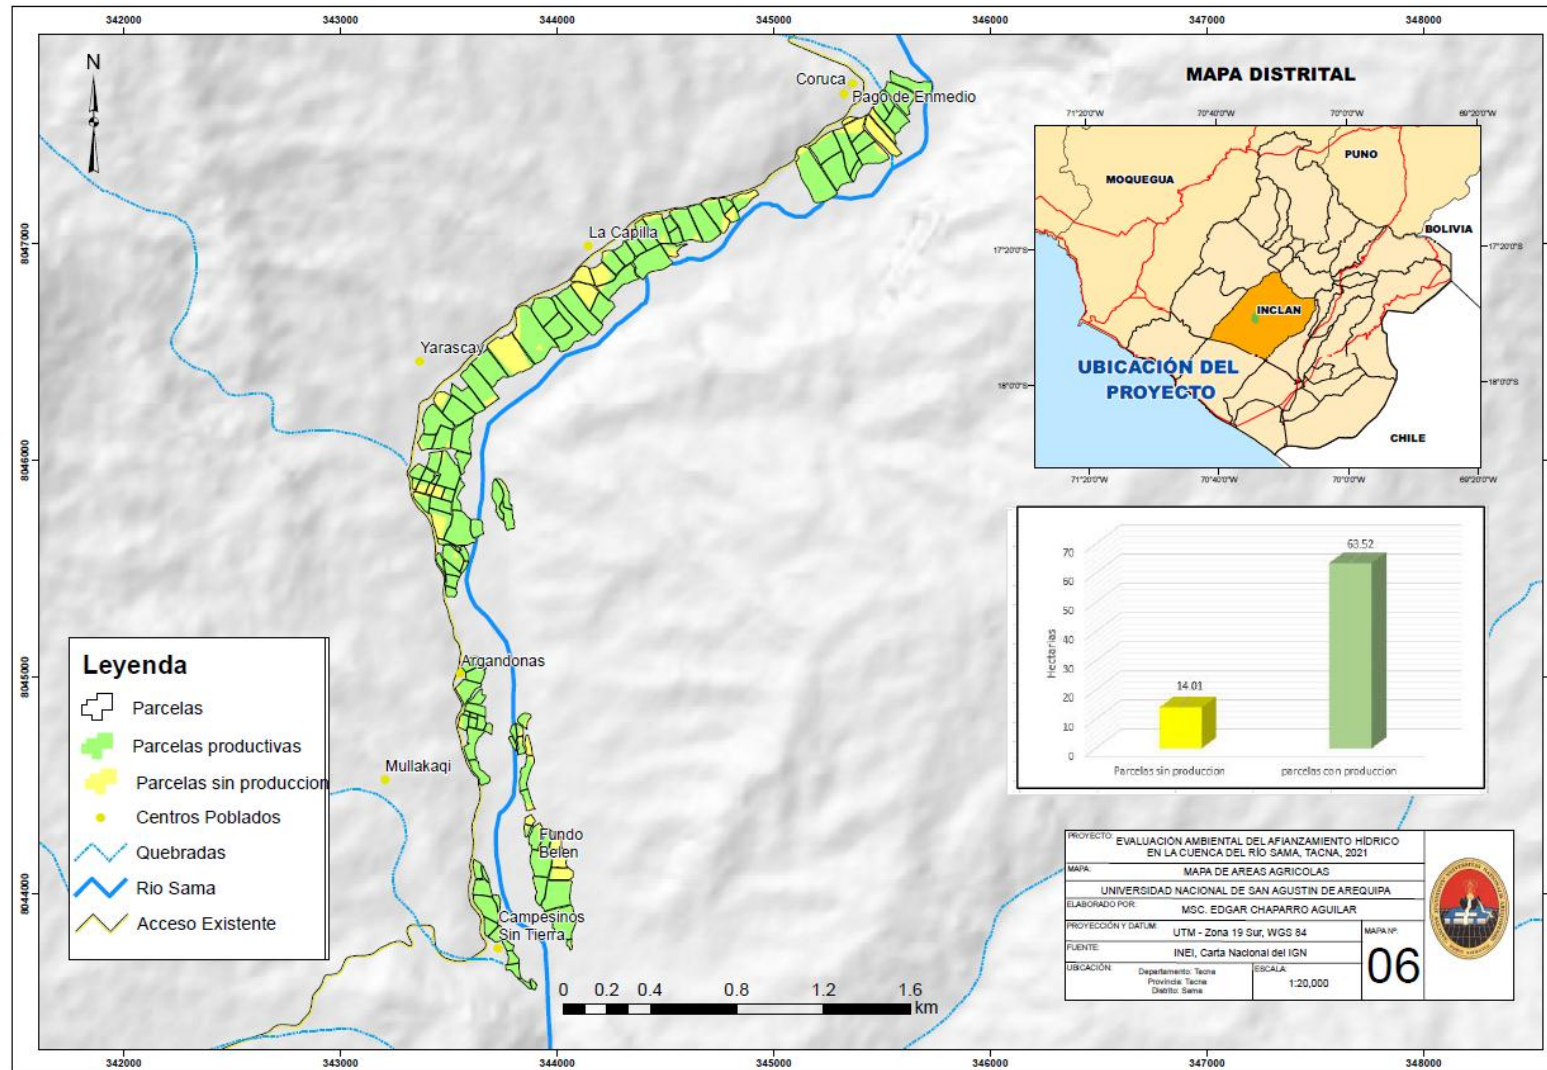 342000 343000 344000 345000 346000 347000 348000
N
Coruca
Pago de Enmedio
La Capilla
Yarascay
Argandonas
Mullakaqi
Fundo
Belen
Campesinos
Sin Tierra
8047000
8046000
8045000
8044000
8047000
8046000
8045000
8044000
MAPA DISTRITAL
71°20'0"W 70°40'0"W 70°0'0"W 69°20'0"W
PUNO
MOQUEGUA
BOLIVIA
17°20'0"S 17°20'0"S
INCLAN
UBICACIÓN DEL
PROYECTO
18°0'0"S 18°0'0"S
CHILE
71°20'0"W 70°40'0"W 70°0'0"W 69°20'0"W
Hectarias
70
60
50
40
30
20
10
0
14.01
63.52
Parcelas sin produccion
parcelas con produccion
Leyenda
Parcelas
Parcelas productivas
Parcelas sin produccion
Centros Poblados
Quebradas
Rio Sama
Acceso Existente
0 0.2 0.4 0.8 1.2 1.6
km
PROYECTO: EVALUACIÓN AMBIENTAL DEL AFIANZAMIENTO HÍDRICO
EN LA CUENCA DEL RÍO SAMA, TACNA, 2021
MAPA: MAPA DE AREAS AGRICOLAS
UNIVERSIDAD NACIONAL DE SAN AGUSTIN DE AREQUIPA
ELABORADO POR: MSC. EDGAR CHAPARRO AGUILAR
PROYECCIÓN Y DATUM: UTM - Zona 19 Sur, WGS 84
FUENTE: INEI, Carta Nacional del IGN
UBICACIÓN: Departamento: Tacna
Provincia: Tacna
Distrito: Sama
ESCALA: 1:20,000
MAPA Nº:
06
342000 343000 344000 345000 346000 347000 348000